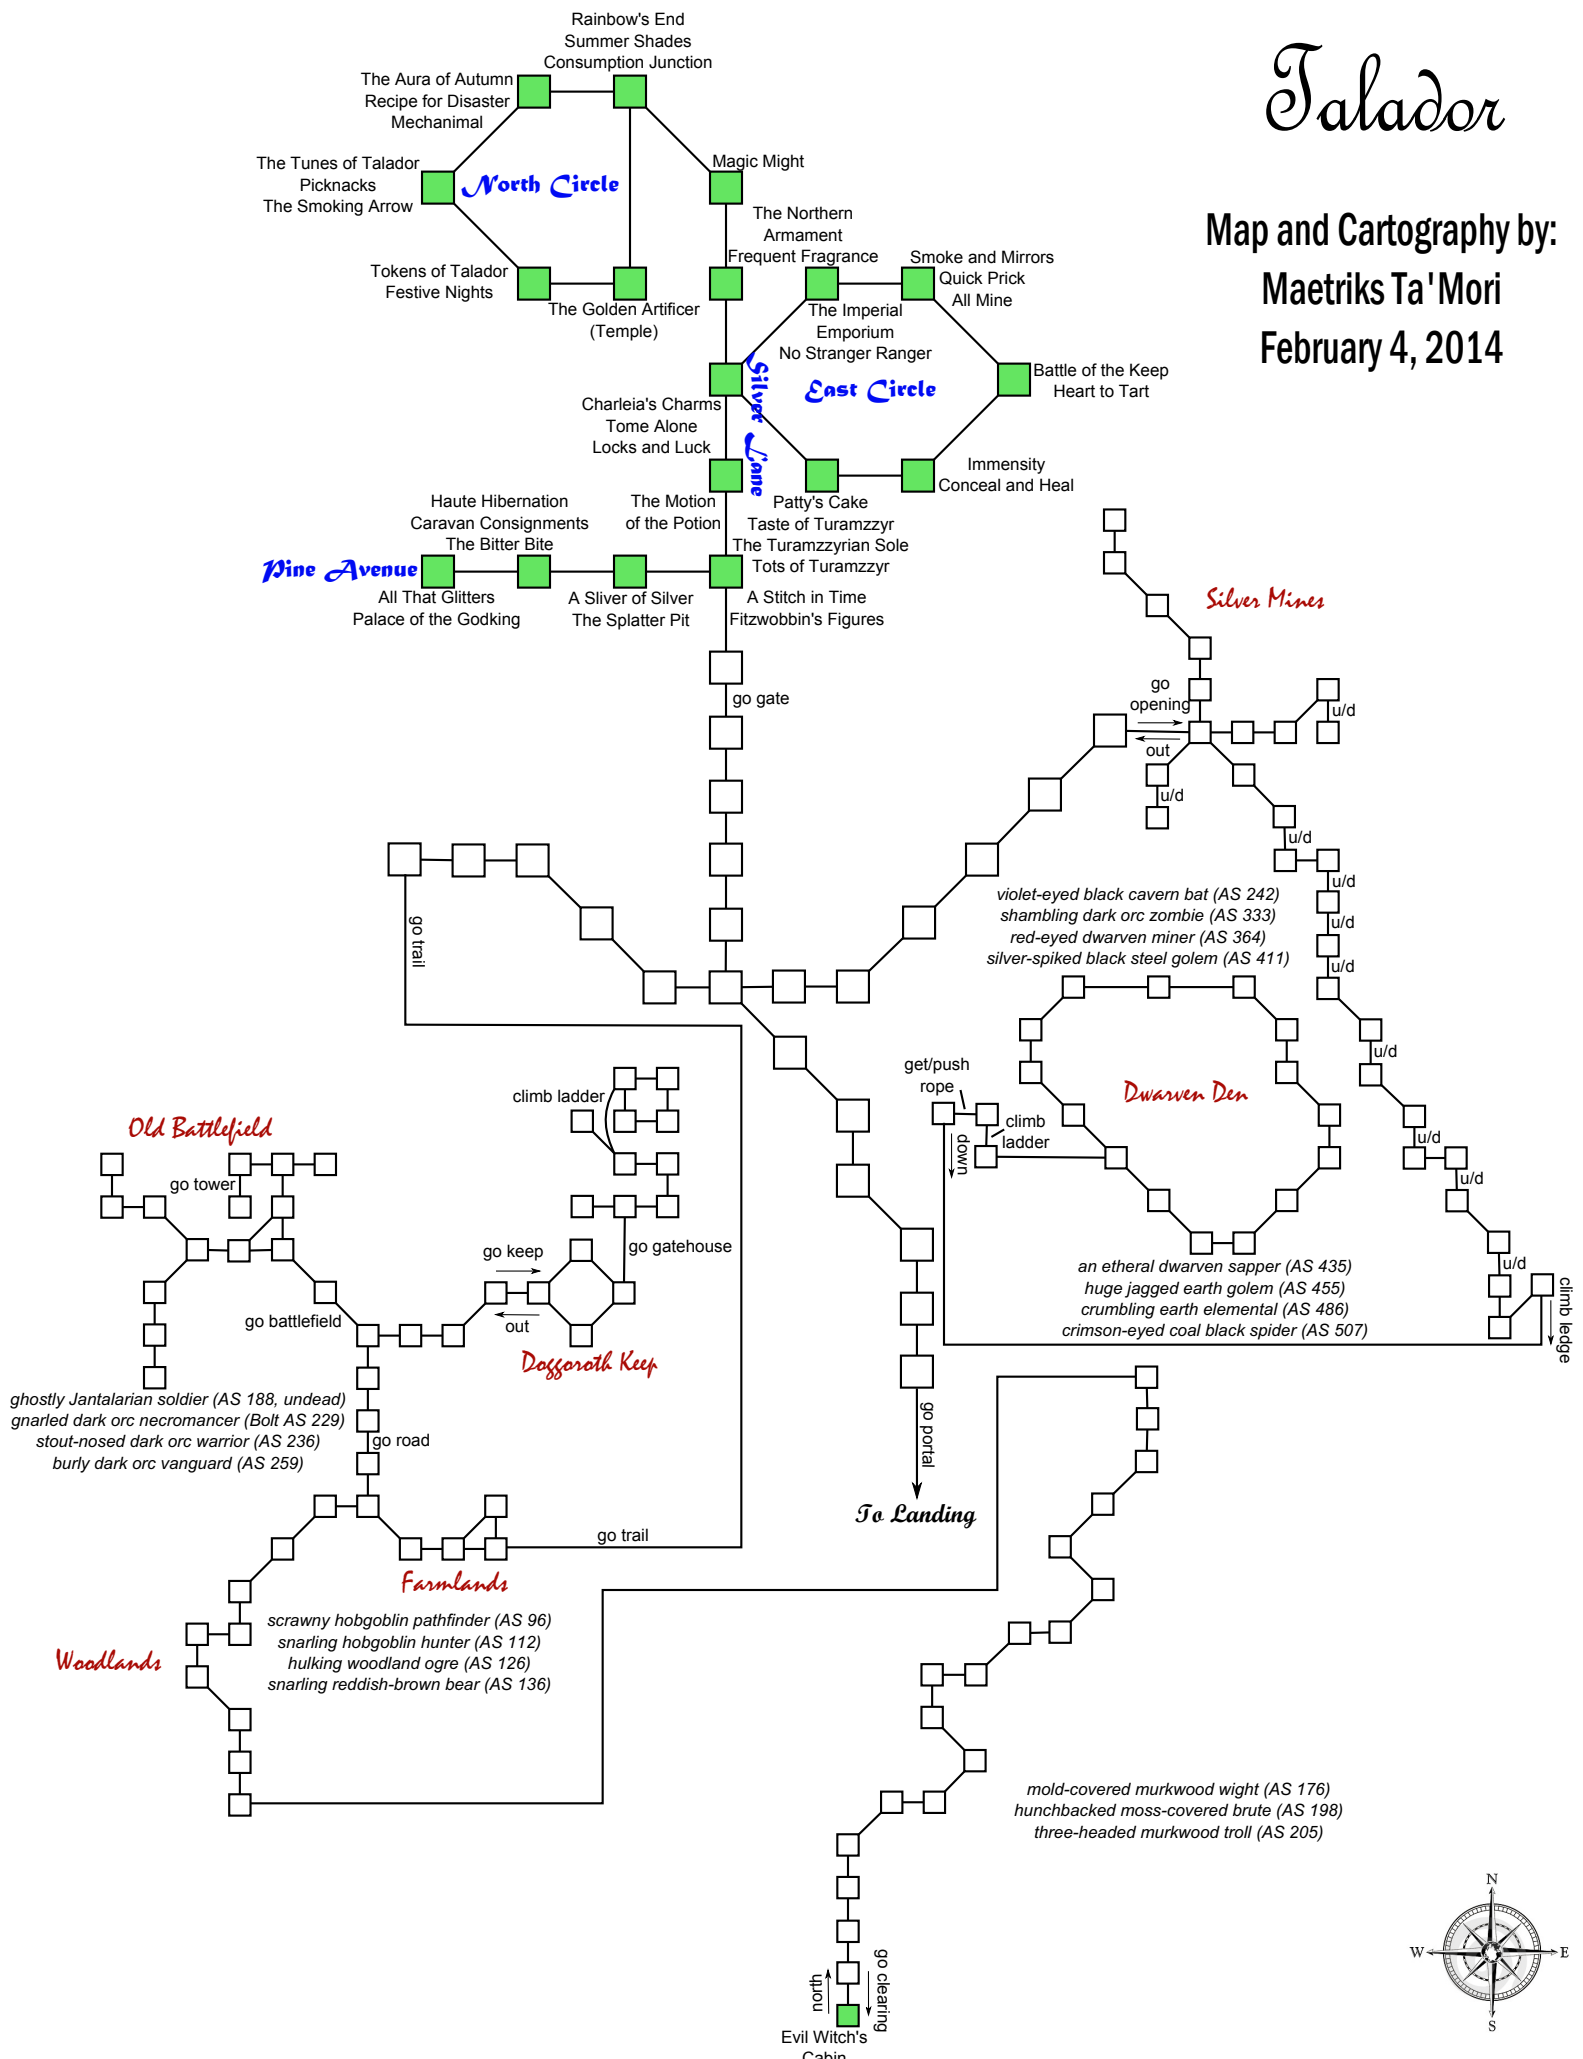 Talador
Map and Cartography by:
Maetriks Ta'Mori
February 4, 2014
Rainbow's End
Summer Shades
Consumption Junction
The Aura of Autumn
Recipe for Disaster
Mechanimal
The Tunes of Talador
Picknacks
The Smoking Arrow
North Circle
Magic Might
Tokens of Talador
Festive Nights
The Golden Artificer
(Temple)
The Northern
Armament
Frequent Fragrance
Smoke and Mirrors
Quick Prick
All Mine
The Imperial
Emporium
No Stranger Ranger
East Circle
Silver Lane
Battle of the Keep
Heart to Tart
Charleia's Charms
Tome Alone
Locks and Luck
Immensity
Conceal and Heal
The Motion
of the Potion
Patty's Cake
Taste of Turamzzyr
The Turamzzyrian Sole
Tots of Turamzzyr
Haute Hibernation
Caravan Consignments
The Bitter Bite
Pine Avenue
All That Glitters
Palace of the Godking
A Sliver of Silver
The Splatter Pit
A Stitch in Time
Fitzwobbin's Figures
go gate
Silver Mines
go
opening
out
u/d
u/d
u/d
u/d
u/d
u/d
u/d
u/d
u/d
u/d
violet-eyed black cavern bat (AS 242)
shambling dark orc zombie (AS 333)
red-eyed dwarven miner (AS 364)
silver-spiked black steel golem (AS 411)
go trail
get/push
rope
climb
ladder
down
Dwarven Den
an etheral dwarven sapper (AS 435)
huge jagged earth golem (AS 455)
crumbling earth elemental (AS 486)
crimson-eyed coal black spider (AS 507)
climb ledge
climb ladder
Old Battlefield
go tower
go keep
out
go gatehouse
go battlefield
Doggoroth Keep
ghostly Jantalarian soldier (AS 188, undead)
gnarled dark orc necromancer (Bolt AS 229)
stout-nosed dark orc warrior (AS 236)
burly dark orc vanguard (AS 259)
go road
go portal
To Landing
go trail
Farmlands
scrawny hobgoblin pathfinder (AS 96)
snarling hobgoblin hunter (AS 112)
hulking woodland ogre (AS 126)
snarling reddish-brown bear (AS 136)
Woodlands
mold-covered murkwood wight (AS 176)
hunchbacked moss-covered brute (AS 198)
three-headed murkwood troll (AS 205)
north
go clearing
Evil Witch's
Cabin
N
W
E
S